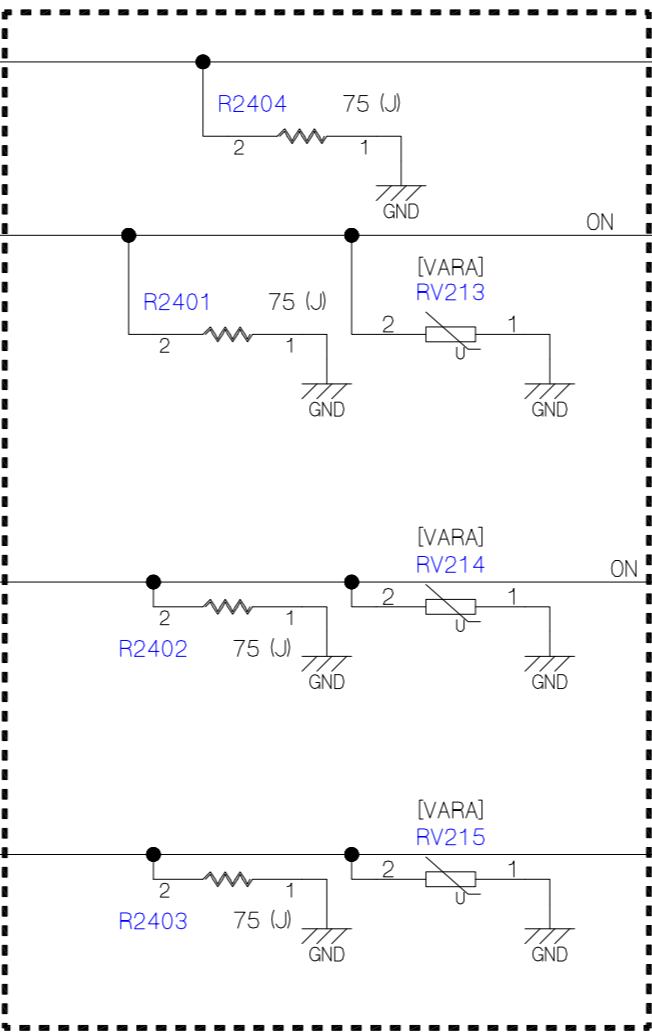 R2404 75 (J)
2 1
GND
ON
[VARA]
RV213
R2401 75 (J)
2 1 2 1
U
GND GND
[VARA]
RV214
ON
2 1 2 1
U
R2402 75 (J)
GND GND
[VARA]
RV215
2 1 2 1
U
R2403 75 (J)
GND GND